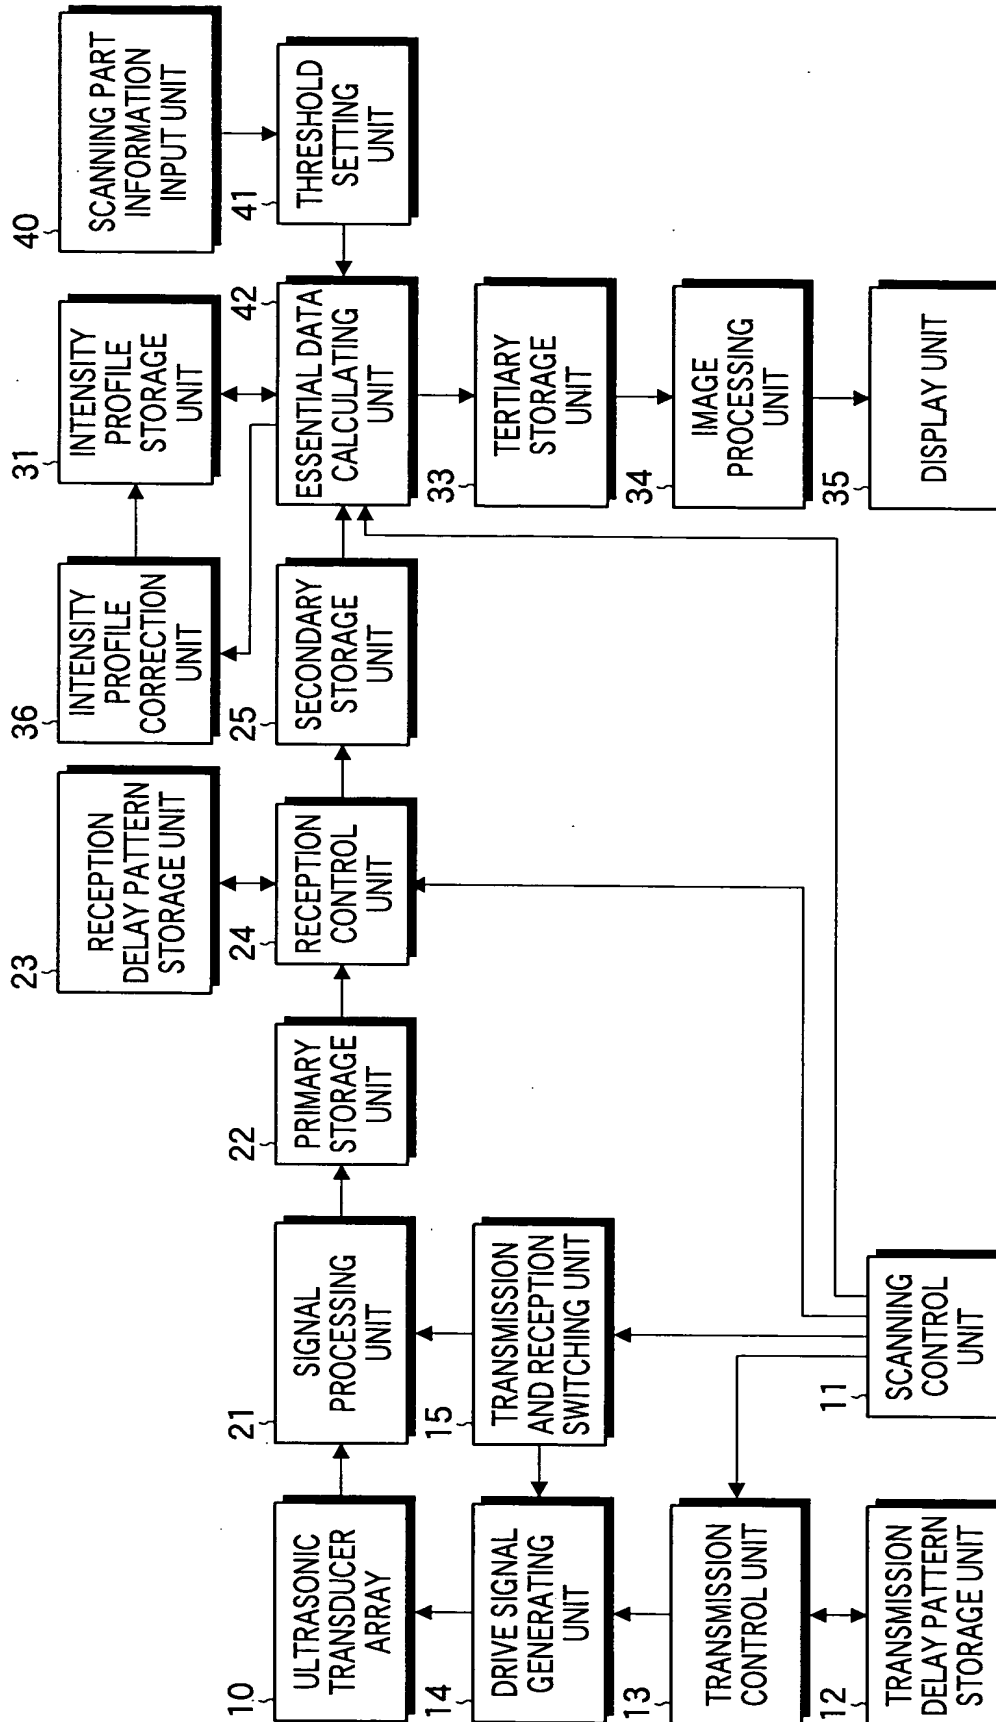 10
ULTRASONIC
TRANSDUCER
ARRAY
21
SIGNAL
PROCESSING
UNIT
22
PRIMARY
STORAGE
UNIT
23
RECEPTION
DELAY PATTERN
STORAGE UNIT
24
RECEPTION
CONTROL
UNIT
36
INTENSITY
PROFILE
CORRECTION
UNIT
25
SECONDARY
STORAGE
UNIT
31
INTENSITY
PROFILE
STORAGE
UNIT
42
ESSENTIAL DATA
CALCULATING
UNIT
40
SCANNING PART
INFORMATION
INPUT UNIT
41
THRESHOLD
SETTING
UNIT
14
DRIVE SIGNAL
GENERATING
UNIT
15
TRANSMISSION
AND RECEPTION
SWITCHING UNIT
33
TERTIARY
STORAGE
UNIT
13
TRANSMISSION
CONTROL UNIT
34
IMAGE
PROCESSING
UNIT
12
TRANSMISSION
DELAY PATTERN
STORAGE UNIT
11
SCANNING
CONTROL
UNIT
35
DISPLAY UNIT